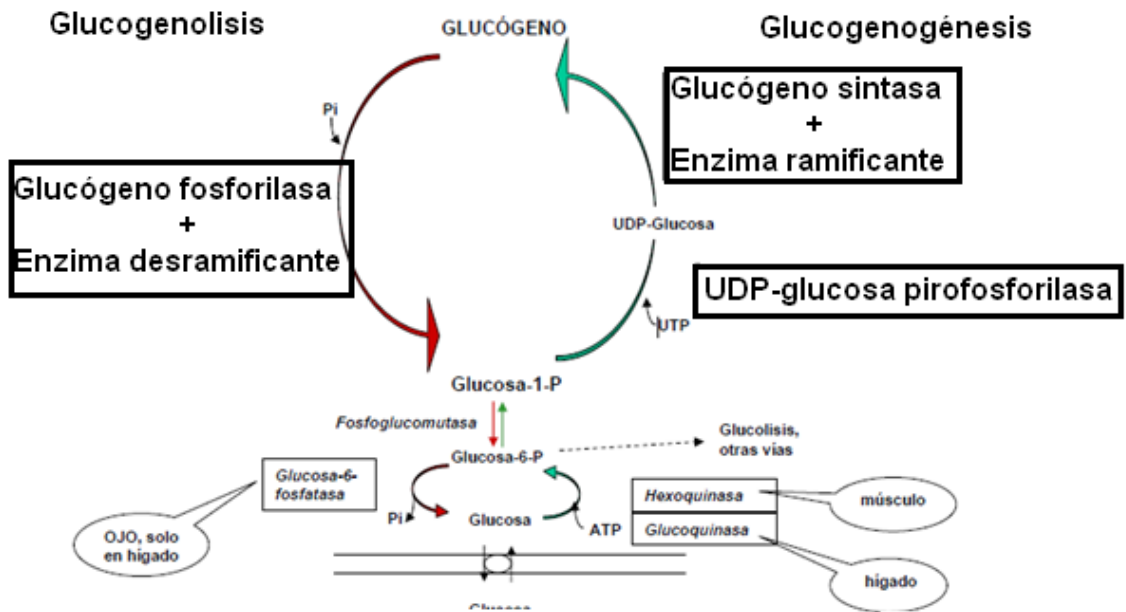 Glucogenolisis
GLUCÓGENO
Glucogenogénesis
Glucógeno sintasa
+
Enzima ramificante
Pi
Glucógeno fosforilasa
+
Enzima desramificante
UDP-Glucosa
UDP-glucosa pirofosforilasa
UTP
Glucosa-1-P
Fosfoglucomutasa
Glucosa-6-P
Glucolisis,
otras vías
Glucosa-6-
fosfatasa
Pi
Glucosa
ATP
Hexoquinasa
Glucoquinasa
músculo
OJO, solo
en hígado
hígado
Glucosa